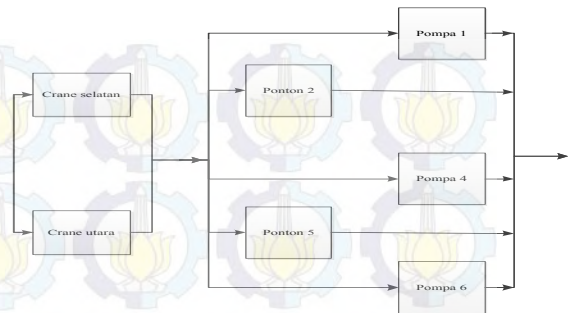 Pompa 1
Crane selatan
Ponton 2
Pompa 4
Crane utara
Ponton 5
Pompa 6